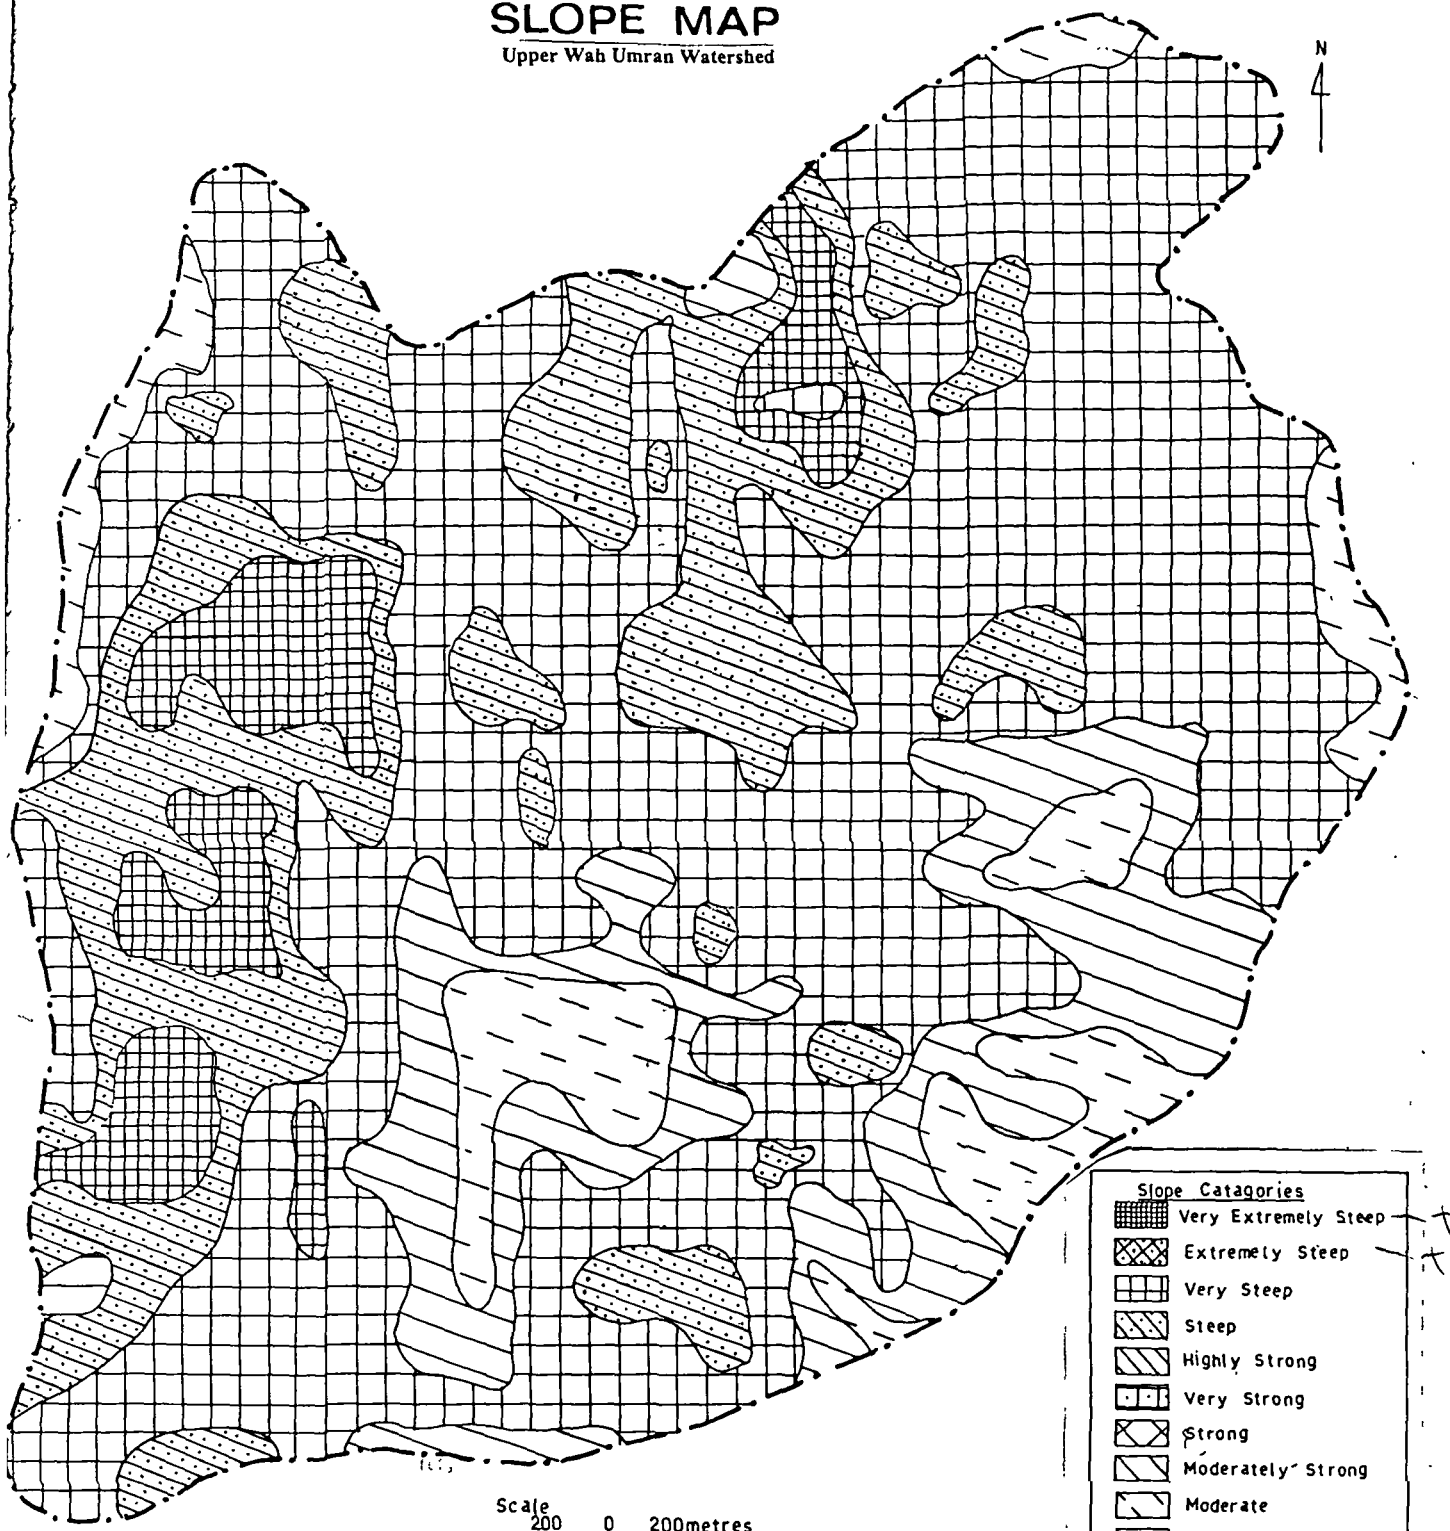 SLOPE MAP
Upper Wah Umran Watershed
N
Slope Catagories
Very Extremely Steep
Extremely Steep
Very Steep
Steep
Highly Strong
Very Strong
Strong
Moderately Strong
Moderate
Scale
200 0 200metres